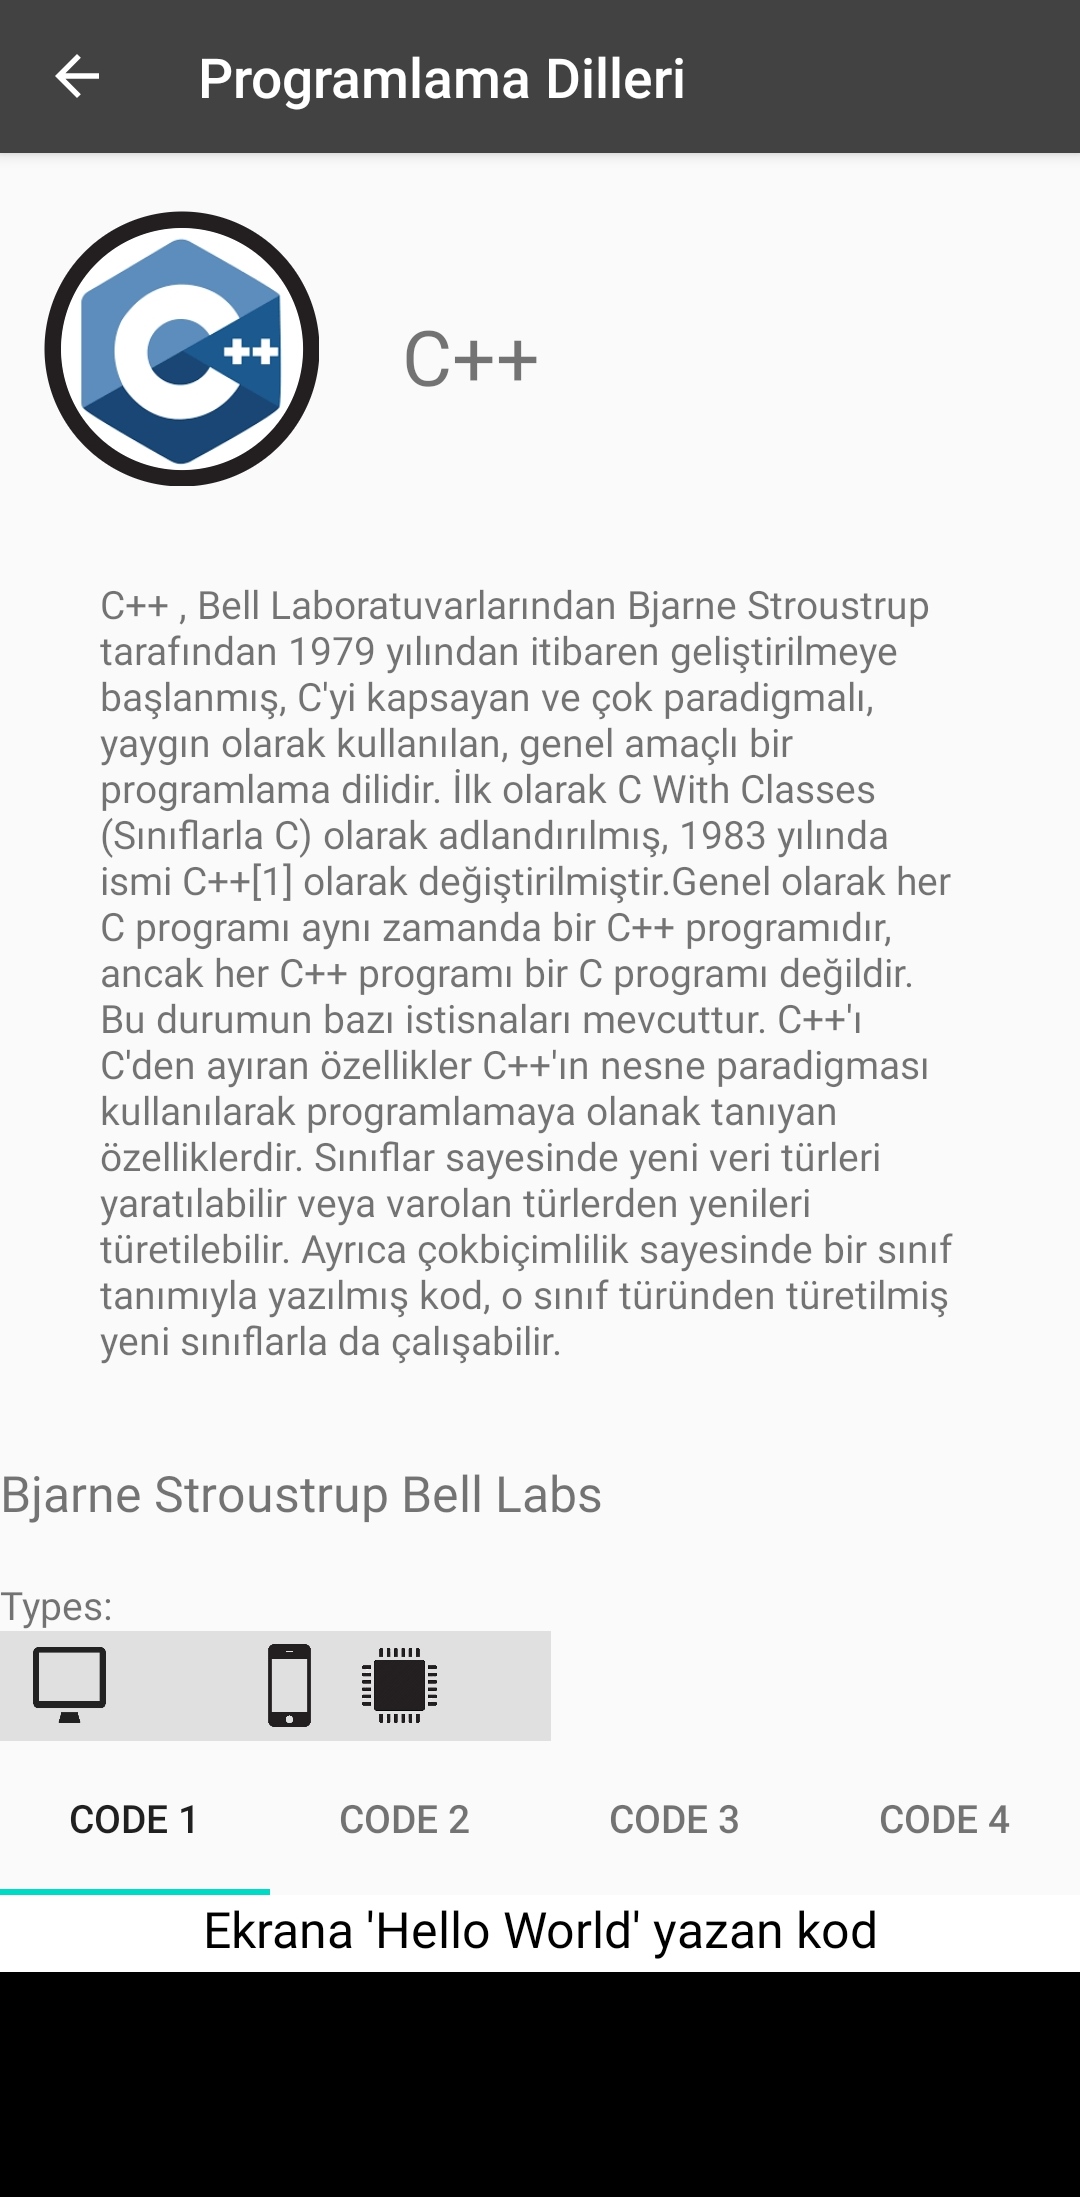 Programlama Dilleri
C++
C++
C++ , Bell Laboratuvarlarından Bjarne Stroustrup
tarafından 1979 yılından itibaren geliştirilmeye
başlanmış, C'yi kapsayan ve çok paradigmalı,
yaygın olarak kullanılan, genel amaçlı bir
programlama dilidir. İlk olarak C With Classes
(Sınıflarla C) olarak adlandırılmış, 1983 yılında
ismi C++[1] olarak değiştirilmiştir.Genel olarak her
C programı aynı zamanda bir C++ programıdır,
ancak her C++ programı bir C programı değildir.
Bu durumun bazı istisnaları mevcuttur. C++'ı
C'den ayıran özellikler C++'ın nesne paradigması
kullanılarak programlamaya olanak tanıyan
özelliklerdir. Sınıflar sayesinde yeni veri türleri
yaratılabilir veya varolan türlerden yenileri
türetilebilir. Ayrıca çokbiçimlilik sayesinde bir sınıf
tanımıyla yazılmış kod, o sınıf türünden türetilmiş
yeni sınıflarla da çalışabilir.
Bjarne Stroustrup Bell Labs
Types:
CODE 1 CODE 2 CODE 3 CODE 4
Ekrana 'Hello World' yazan kod